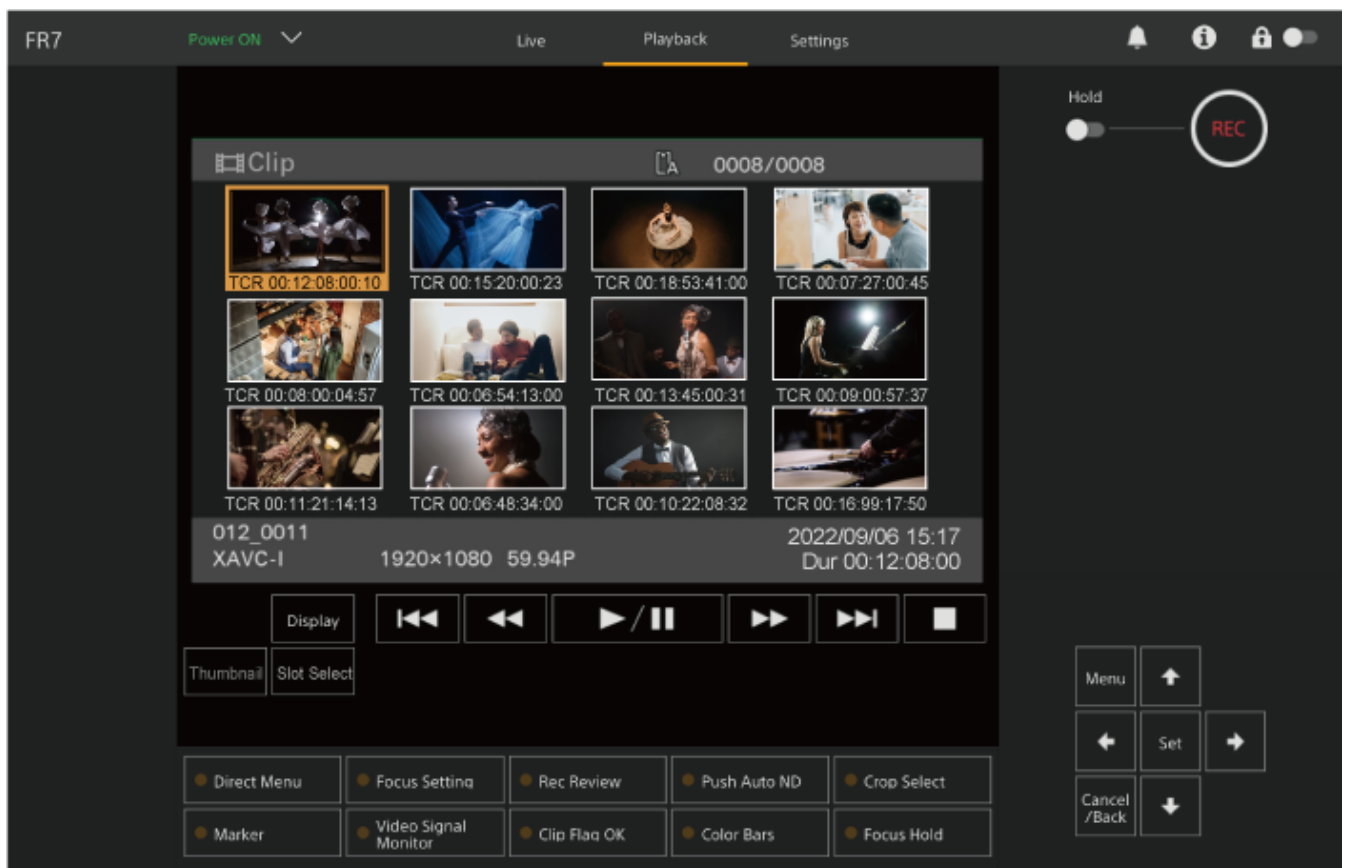 FR7
Power ON
Live
Playback
Settings
Hold
REC
Clip
A
0008/0008
TCR 00:12:08:00:10
TCR 00:15:20:00:23
TCR 00:18:53:41:00
TCR 00:07:27:00:45
TCR 00:08:00:04:57
TCR 00:06:54:13:00
TCR 00:13:45:00:31
TCR 00:09:00:57:37
TCR 00:11:21:14:13
TCR 00:06:48:34:00
TCR 00:10:22:08:32
TCR 00:16:99:17:50
012_0011
2022/09/06 15:17
XAVC-I
1920×1080 59.94P
Dur 00:12:08:00
Display
Thumbnail
Slot Select
Menu
Set
Cancel
/Back
Direct Menu
Focus Setting
Rec Review
Push Auto ND
Crop Select
Marker
Video Signal
Monitor
Clip Flag OK
Color Bars
Focus Hold